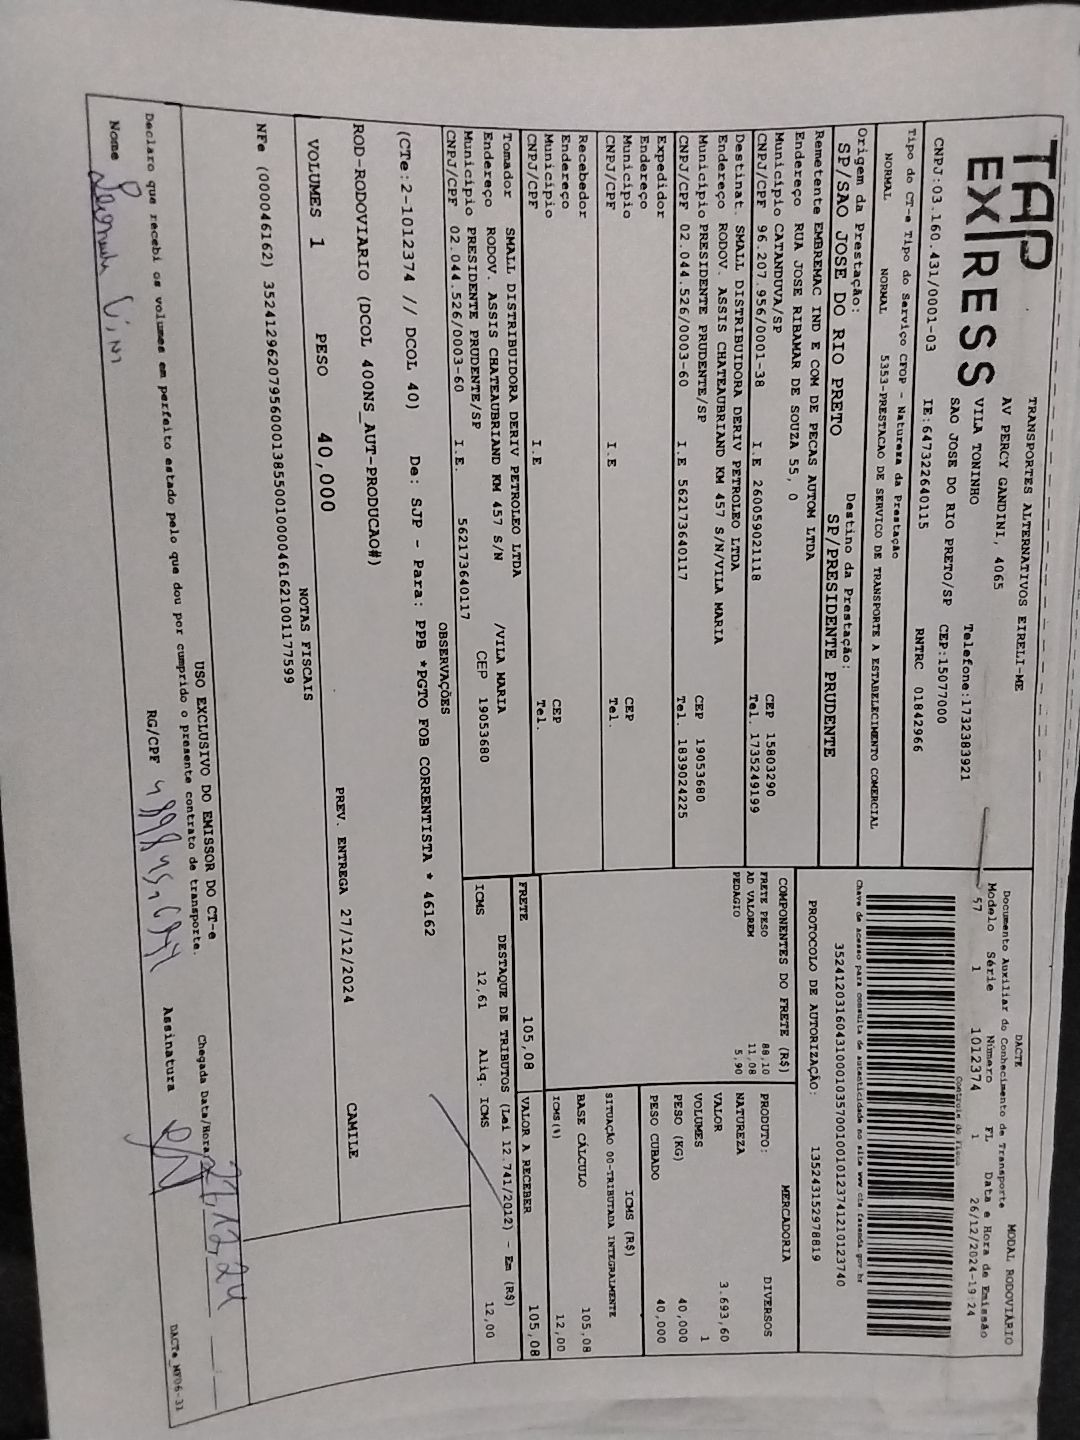 TAP
EXPRESS
TRANSPORTES ALTERNATIVOS EIRELI-ME
AV PERCY GANDINI, 4065
VILA TONINHO Telefone:1732383921
SAO JOSE DO RIO PRETO/SP CEP:15077000
CNPJ:03.160.431/0001-03 IE:647322640115 RNTRC 01842966
Tipo do CT-e Tipo do Serviço CFOP - Natureza da Prestação
NORMAL NORMAL 5353-PRESTACAO DE SERVICO DE TRANSPORTE A ESTABELECIMENTO COMERCIAL
Origem da Prestação: Destino da Prestação:
SP/SAO JOSE DO RIO PRETO SP/PRESIDENTE PRUDENTE
Remetente EMBREMAC IND E COM DE PECAS AUTOM LTDA
Endereço RUA JOSE RIBAMAR DE SOUZA 55, 0
Município CATANDUVA/SP CEP 15803290
CNPJ/CPF 96.207.956/0001-38 I.E 260059021118 Tel. 1735249199
Destinat. SMALL DISTRIBUIDORA DERIV PETROLEO LTDA
Endereço RODOV. ASSIS CHATEAUBRIAND KM 457 S/N/VILA MARIA
Município PRESIDENTE PRUDENTE/SP CEP 19053680
CNPJ/CPF 02.044.526/0003-60 I.E 562173640117 Tel. 1839024225
Expedidor
Endereço
Município CEP
CNPJ/CPF I.E Tel.
Recebedor
Endereço
Município CEP
CNPJ/CPF I.E Tel.
Tomador SMALL DISTRIBUIDORA DERIV PETROLEO LTDA
Endereço RODOV. ASSIS CHATEAUBRIAND KM 457 S/N /VILA MARIA
Município PRESIDENTE PRUDENTE/SP CEP 19053680
CNPJ/CPF 02.044.526/0003-60 I.E. 562173640117
DACTE MODAL RODOVIÁRIO
Documento Auxiliar do Conhecimento de Transporte
Modelo Série Número FL Data e Hora de Emissão
57 1 1012374 1 26/12/2024-19:24
Controle do Fisco
Chave de acesso para consulta de autenticidade no site www.cte.fazenda.gov.br
35241203160431000103570010010123741210123740
PROTOCOLO DE AUTORIZAÇÃO: 135243152978819
COMPONENTES DO FRETE (R$)
FRETE PESO 88,10
AD VALOREM 11,08
PEDAGIO 5,90
MERCADORIA
PRODUTO: DIVERSOS
NATUREZA
VALOR 3.693,60
VOLUMES 1
PESO (KG) 40,000
PESO CUBADO 40,000
ICMS (R$)
SITUAÇÃO 00-TRIBUTADA INTEGRALMENTE
BASE CÁLCULO 105,08
ICMS(%) 12,00
FRETE 105,08 VALOR A RECEBER 105,08
DESTAQUE DE TRIBUTOS (Lei 12.741/2012) - Em (R$)
ICMS 12,61 Aliq. ICMS 12,00
OBSERVAÇÕES
(CTe:2-1012374 // DCOL 40) De: SJP - Para: PPB *PGTO FOB CORRENTISTA * 46162
ROD-RODOVIARIO (DCOL 400NS_AUT-PRODUCAO#)
VOLUMES 1 PESO 40,000 PREV. ENTREGA 27/12/2024 CAMILE
NOTAS FISCAIS
NFe (000046162) 35241296207956000138550010000461621001177599
USO EXCLUSIVO DO EMISSOR DO CT-e
Declaro que recebi os volumes em perfeito estado pelo que dou por cumprido o presente contrato de transporte.
Chegada Data/Hora 27,12,24
Nome
RG/CPF
Assinatura
DACTe_MF06-31